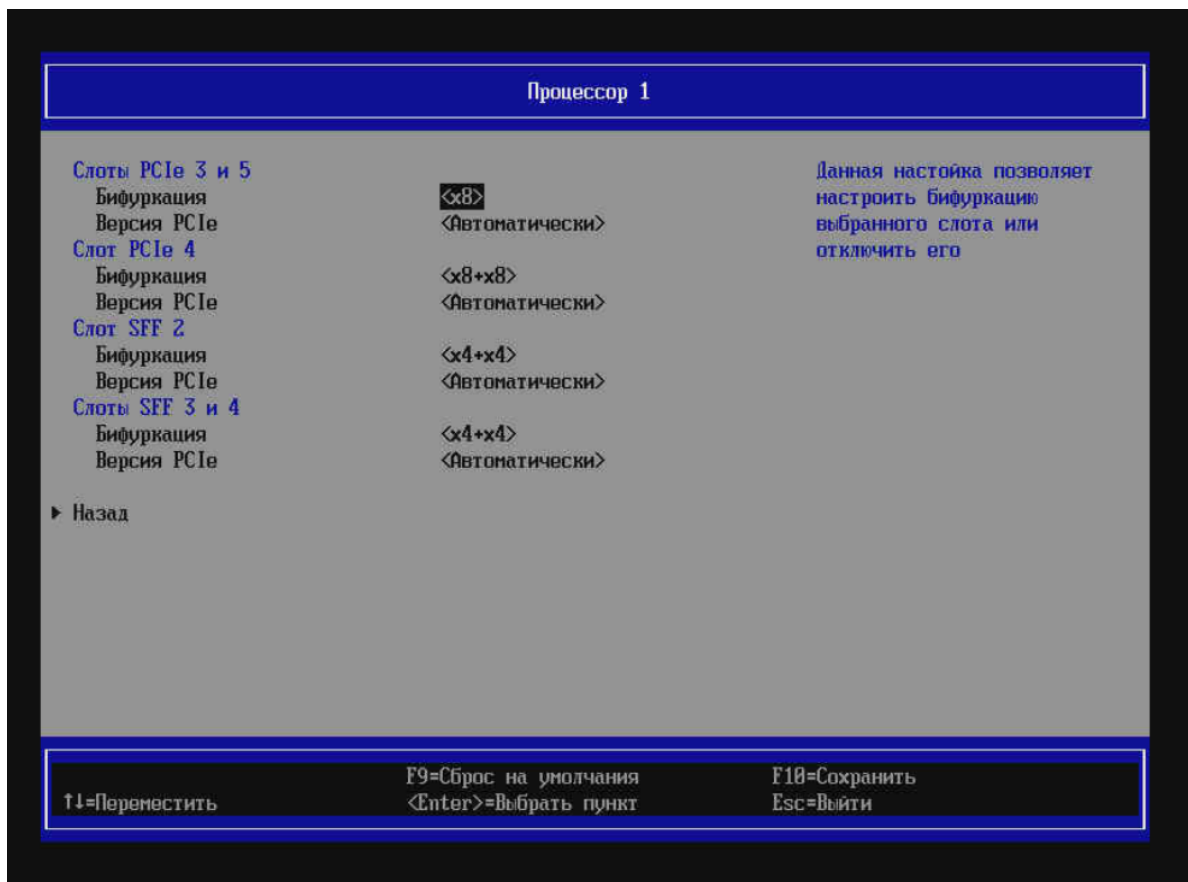 Процессор 1
Слоты PCIe 3 и 5
Бифуркация <x8>
Версия PCIe <Автоматически>
Слот PCIe 4
Бифуркация <x8+x8>
Версия PCIe <Автоматически>
Слот SFF 2
Бифуркация <x4+x4>
Версия PCIe <Автоматически>
Слоты SFF 3 и 4
Бифуркация <x4+x4>
Версия PCIe <Автоматически>
Назад
Данная настойка позволяет
настроить бифуркацию
выбранного слота или
отключить его
F9=Сброс на умолчания F10=Сохранить
↑↓=Переместить <Enter>=Выбрать пункт Esc=Выйти